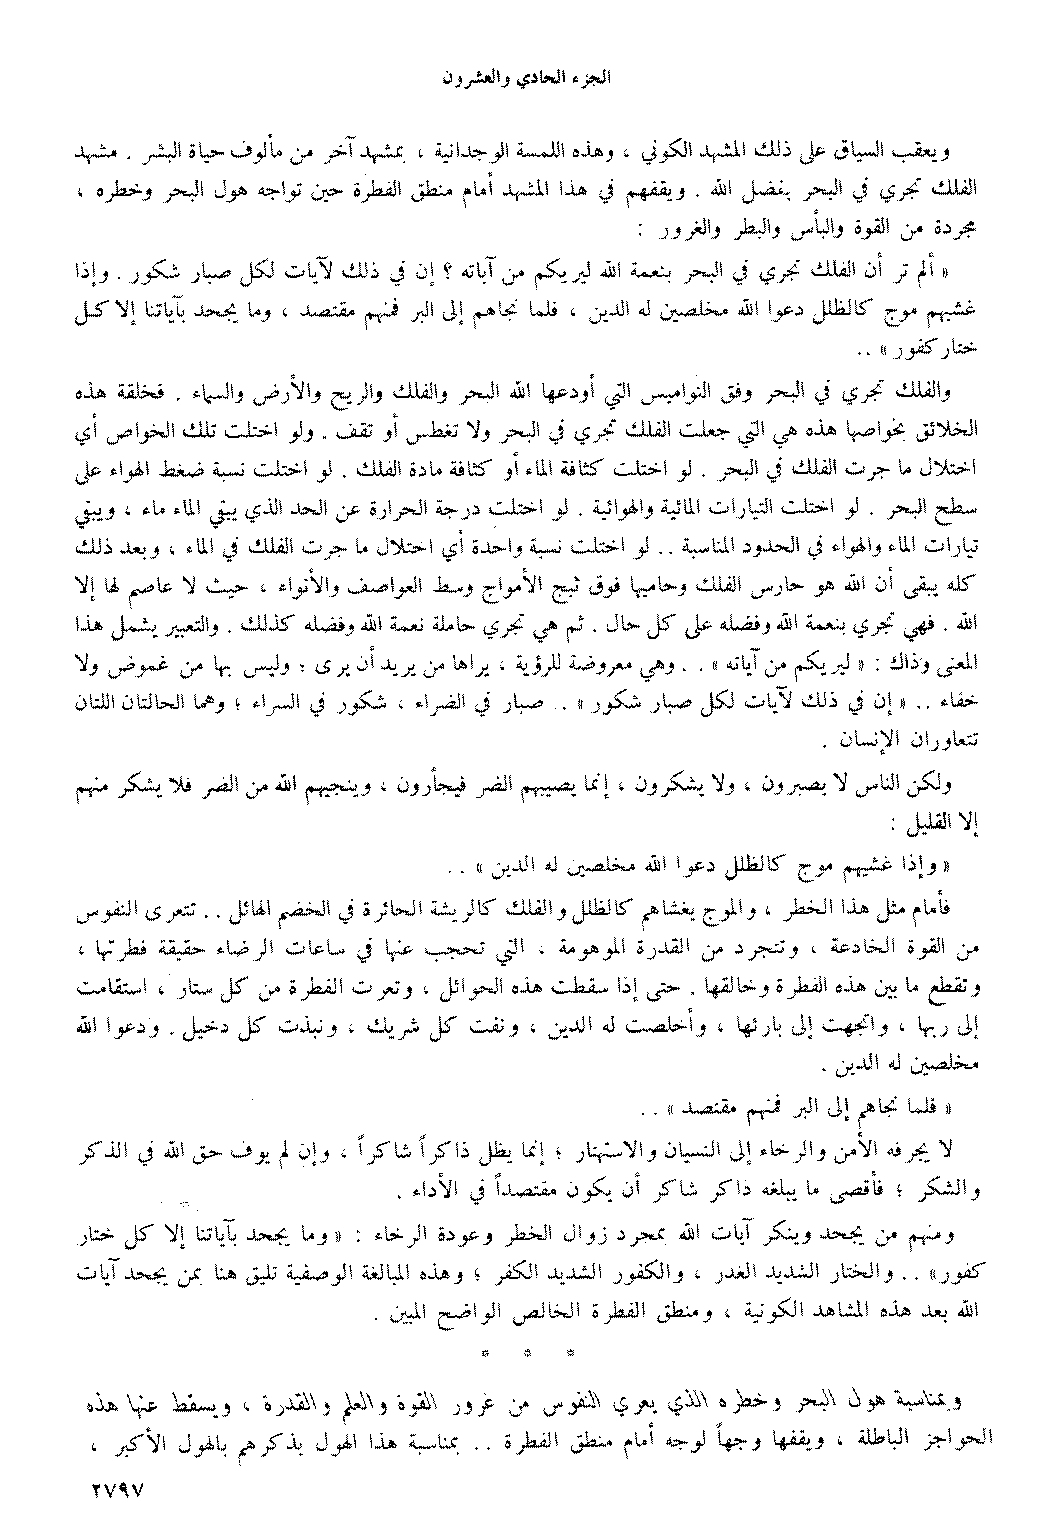 الجزء الحادي والعشرون
ويعقب السياق على ذلك المشهد الكوني ، وهذه اللمسة الوجدانية ، بمشهد آخر من مألوف حياة البشر . مشهد
الفلك تجري في البحر بفضل الله . ويقفهم في هذا المشهد أمام منطق الفطرة حين تواجه هول البحر وخطره ،
مجردة من القوة والبأس والبطر والغرور :
« ألم تر أن الفلك تجري في البحر بنعمة الله ليريكم من آياته ؟ إن في ذلك لآيات لكل صبار شكور . وإذا
غشيهم موج كالظلل دعوا الله مخلصين له الدين ، فلما نجاهم إلى البر فمنهم مقتصد ، وما يجحد بآياتنا إلا كل
ختار كفور » ..
والفلك تجري في البحر وفق النواميس التي أودعها الله البحر والفلك والريح والأرض والسماء . فخلقة هذه
الخلائق بخواصها هذه هي التي جعلت الفلك تجري في البحر ولا تغطس أو تقف . ولو اختلت تلك الخواص أي
اختلال ما جرت الفلك في البحر . لو اختلت كثافة الماء أو كثافة مادة الفلك . لو اختلت نسبة ضغط الهواء على
سطح البحر . لو اختلت التيارات المائية والهوائية . لو اختلت درجة الحرارة عن الحد الذي يبقي الماء ماء ، ويبقي
تيارات الماء والهواء في الحدود المناسبة .. لو اختلت نسبة واحدة أي اختلال ما جرت الفلك في الماء ، وبعد ذلك
كله يبقى أن الله هو حارس الفلك وحاميها فوق ثبج الأمواج وسط العواصف والأنواء ، حيث لا عاصم لها إلا
الله . فهي تجري بنعمة الله وفضله على كل حال . ثم هي تجري حاملة نعمة الله وفضله كذلك . والتعبير يشمل هذا
المعنى وذاك : « ليريكم من آياته » .. وهي معروضة للرؤية ، يراها من يريد أن يرى ؛ وليس بها من غموض ولا
خفاء .. « إن في ذلك لآيات لكل صبار شكور » .. صبار في الضراء ، شكور في السراء ؛ وهما الحالتان اللتان
تتعاوران الإنسان .
ولكن الناس لا يصبرون ، ولا يشكرون ، إنما يصيبهم الضر فيجأرون ، وينجيهم الله من الضر فلا يشكر منهم
إلا القليل :
« وإذا غشيهم موج كالظلل دعوا الله مخلصين له الدين » ..
فأمام مثل هذا الخطر ، والموج يغشاهم كالظلل والفلك كالريشة الحائرة في الخضم الهائل .. تتعرى النفوس
من القوة الخادعة ، وتتجرد من القدرة الموهومة ، التي تحجب عنها في ساعات الرضاء حقيقة فطرتها ،
وتقطع ما بين هذه الفطرة وخالقها . حتى إذا سقطت هذه الحوائل ، وتعرت الفطرة من كل ستار ، استقامت
إلى ربها ، واتجهت إلى بارئها ، وأخلصت له الدين ، ونفت كل شريك ، ونبذت كل دخيل . ودعوا الله
مخلصين له الدين .
« فلما نجاهم إلى البر فمنهم مقتصد » ..
لا يجرفه الأمن والرخاء إلى النسيان والاستهتار ؛ إنما يظل ذاكراً شاكراً ، وإن لم يوف حق الله في الذكر
والشكر ؛ فأقصى ما يبلغه ذاكر شاكر أن يكون مقتصداً في الأداء .
ومنهم من يجحد وينكر آيات الله بمجرد زوال الخطر وعودة الرخاء : « وما يجحد بآياتنا إلا كل ختار
كفور» .. والختار الشديد الغدر ، والكفور الشديد الكفر ؛ وهذه المبالغة الوصفية تليق هنا بمن يجحد آيات
الله بعد هذه المشاهد الكونية ، ومنطق الفطرة الخالص الواضح المبين .
* * *
وبمناسبة هول البحر وخطره الذي يعري النفوس من غرور القوة والعلم والقدرة ، ويسقط عنها هذه
الحواجز الباطلة ، ويقفها وجهاً لوجه أمام منطق الفطرة .. بمناسبة هذا الهول يذكرهم بالهول الأكبر ،
٢٧٩٧